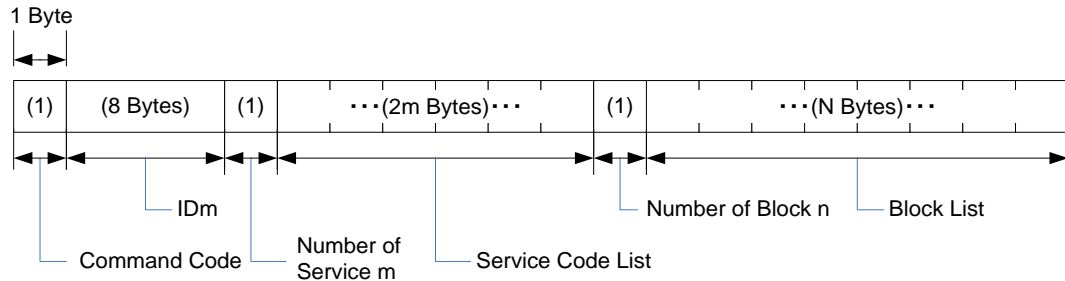 1 Byte
(1) (8 Bytes) (1) ···(2m Bytes)··· (1) ···(N Bytes)···
IDm Number of Block n Block List
Command Code Number of Service m Service Code List